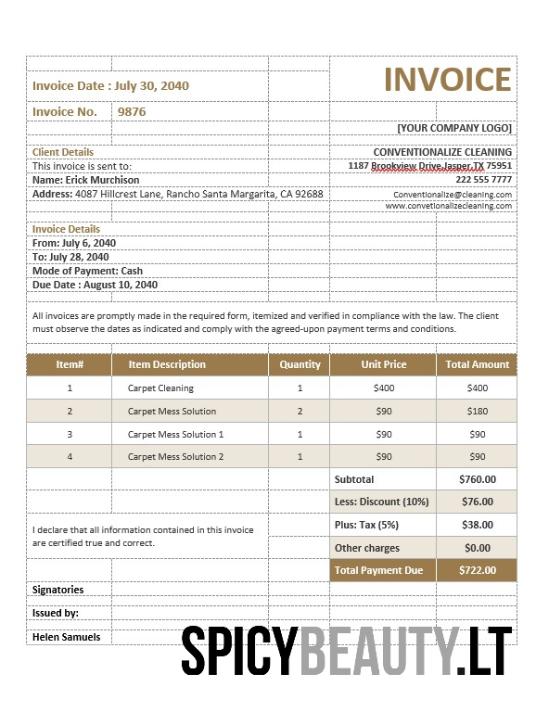 INVOICE
Invoice Date : July 30, 2040
Invoice No. 9876
[YOUR COMPANY LOGO]
Client Details
CONVENTIONALIZE CLEANING
This invoice is sent to:
1187 Brookview Drive,Jasper,TX 75951
Name: Erick Murchison
222 555 7777
Address: 4087 Hillcrest Lane, Rancho Santa Margarita, CA 92688
Conventionalize@cleaning.com
www.convetionalizecleaning.com
Invoice Details
From: July 6, 2040
To: July 28, 2040
Mode of Payment: Cash
Due Date : August 10, 2040
All invoices are promptly made in the required form, itemized and verified in compliance with the law. The client
must observe the dates as indicated and comply with the agreed-upon payment terms and conditions.
Item# Item Description Quantity Unit Price Total Amount
1 Carpet Cleaning 1 $400 $400
2 Carpet Mess Solution 2 $90 $180
3 Carpet Mess Solution 1 1 $90 $90
4 Carpet Mess Solution 2 1 $90 $90
Subtotal $760.00
Less: Discount (10%) $76.00
Plus: Tax (5%) $38.00
I declare that all information contained in this invoice
are certified true and correct.
Other charges $0.00
Total Payment Due $722.00
Signatories
Issued by:
Helen Samuels
SPICYBEAUTY.LT